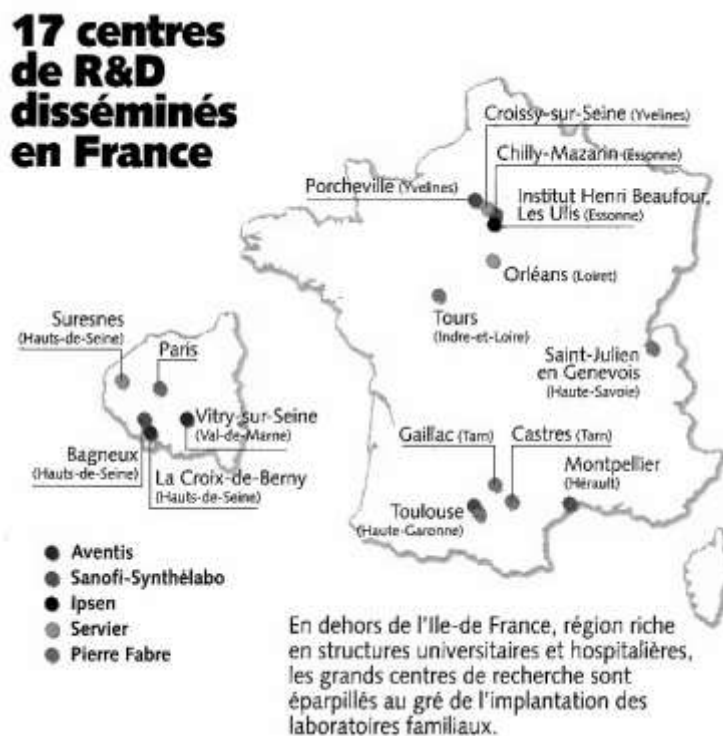 17 centres
de R&D
disséminés
en France
Croissy-sur-Seine (Yvelines)
Chilly-Mazarin (Essonne)
Porcheville (Yvelines)
Institut Henri Beaufour,
Les Ulis (Essonne)
Orléans (Loiret)
Tours
(Indre-et-Loire)
Saint-Julien
en Genevois
(Haute-Savoie)
Suresnes
(Hauts-de-Seine)
Paris
Vitry-sur-Seine
(Val-de-Marne)
Bagneux
(Hauts-de-Seine)
La Croix-de-Berny
(Hauts-de-Seine)
Gaillac (Tarn)
Castres (Tarn)
Montpellier
(Hérault)
Toulouse
(Haute-Garonne)
Aventis
Sanofi-Synthélabo
Ipsen
Servier
Pierre Fabre
En dehors de l'Ile-de France, région riche
en structures universitaires et hospitalières,
les grands centres de recherche sont
éparpillés au gré de l'implantation des
laboratoires familiaux.